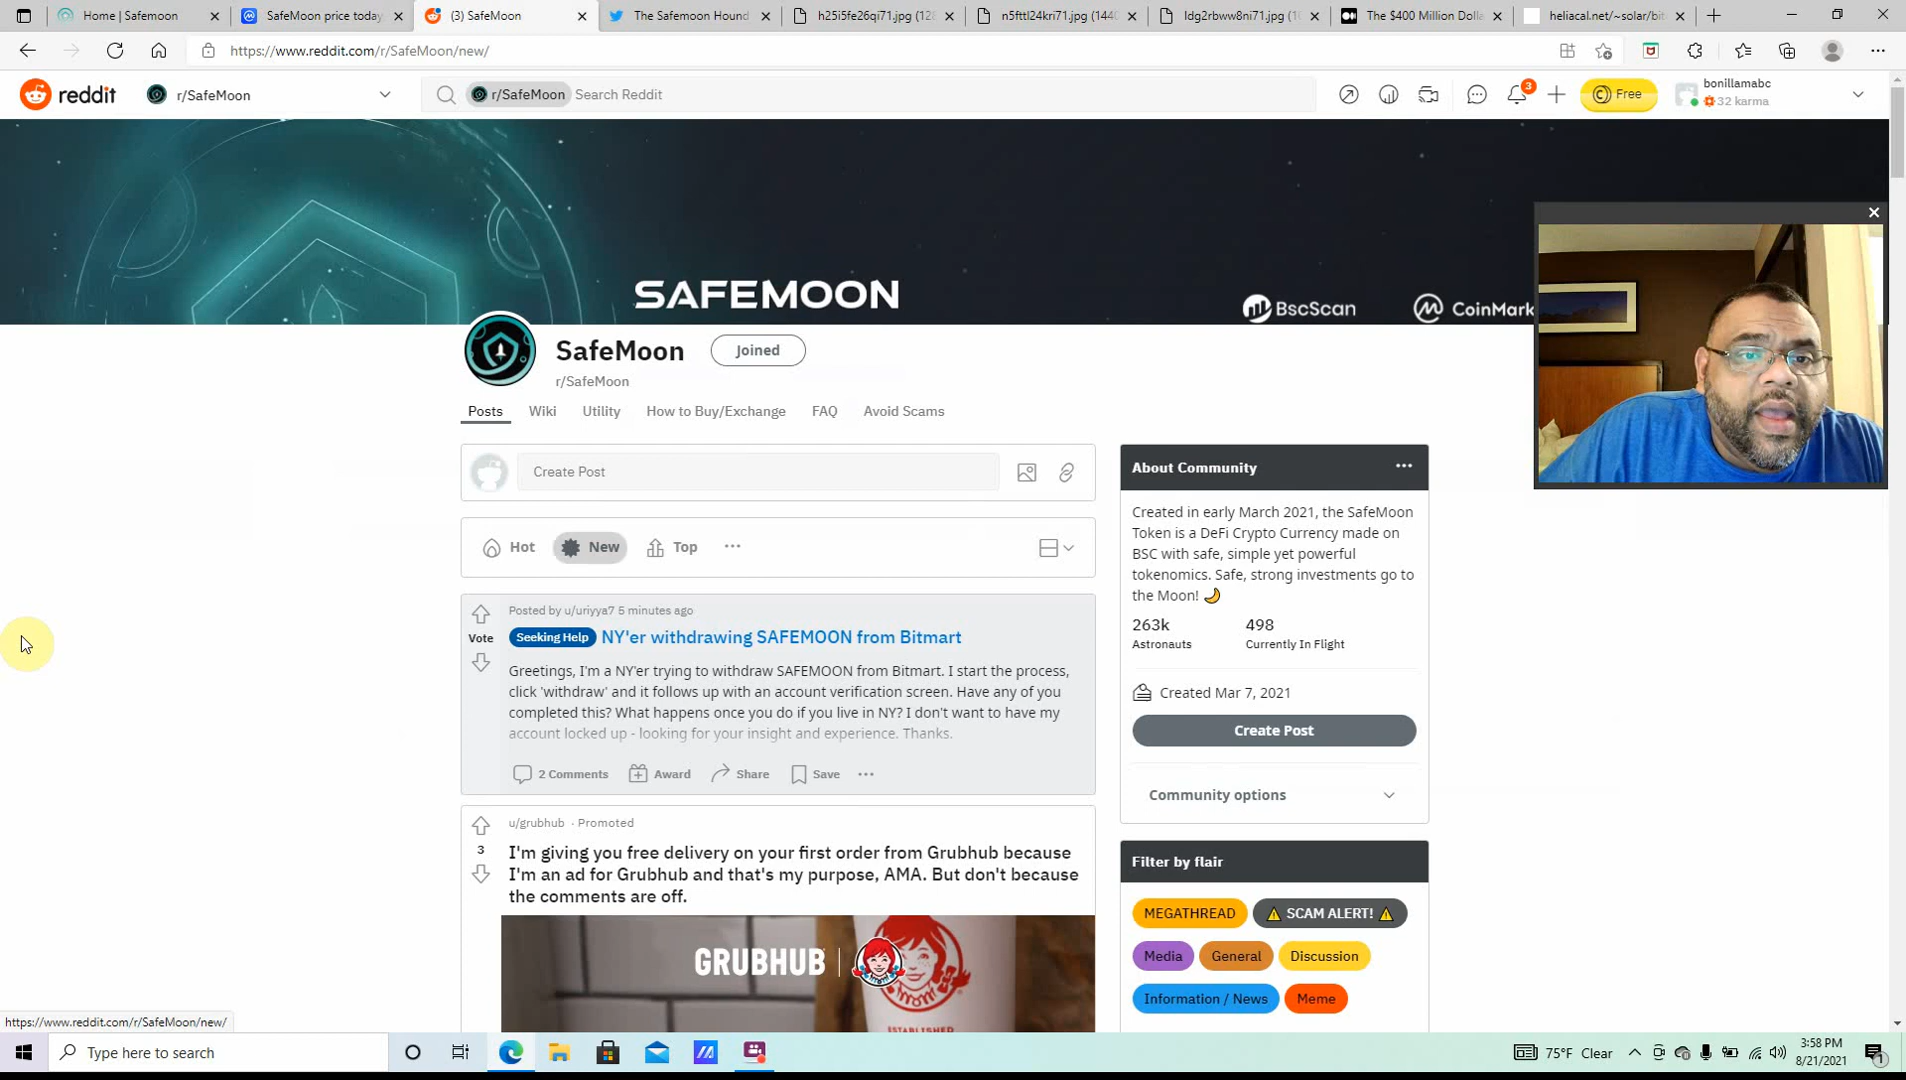 Home | Safemoon
SafeMoon price today
(3) SafeMoon
The Safemoon Hound
h25i5fe26qi71.jpg (128
n5fttl24kri71.jpg (1440
ldg2rbww8ni71.jpg (1
The $400 Million Dolla
heliacal.net/~solar/bit
https://www.reddit.com/r/SafeMoon/new/
reddit
r/SafeMoon
r/SafeMoon
Search Reddit
3
Free
bonillamabc
32 karma
SAFEMOON
BscScan
CoinMark
SafeMoon
Joined
r/SafeMoon
Posts
Wiki
Utility
How to Buy/Exchange
FAQ
Avoid Scams
Create Post
Hot
New
Top
Posted by u/uriyya7 5 minutes ago
Vote
Seeking Help
NY'er withdrawing SAFEMOON from Bitmart
Greetings, I'm a NY'er trying to withdraw SAFEMOON from Bitmart. I start the process,
click 'withdraw' and it follows up with an account verification screen. Have any of you
completed this? What happens once you do if you live in NY? I don't want to have my
account locked up - looking for your insight and experience. Thanks.
2 Comments
Award
Share
Save
u/grubhub · Promoted
3
I'm giving you free delivery on your first order from Grubhub because
I'm an ad for Grubhub and that's my purpose, AMA. But don't because
the comments are off.
GRUBHUB
ESTABLISHED
About Community
Created in early March 2021, the SafeMoon
Token is a DeFi Crypto Currency made on
BSC with safe, simple yet powerful
tokenomics. Safe, strong investments go to
the Moon! 🌙
263k
498
Astronauts
Currently In Flight
Created Mar 7, 2021
Create Post
Community options
Filter by flair
MEGATHREAD
SCAM ALERT!
Media
General
Discussion
Information / News
Meme
https://www.reddit.com/r/SafeMoon/new/
Type here to search
75°F Clear
3:58 PM
8/21/2021
1